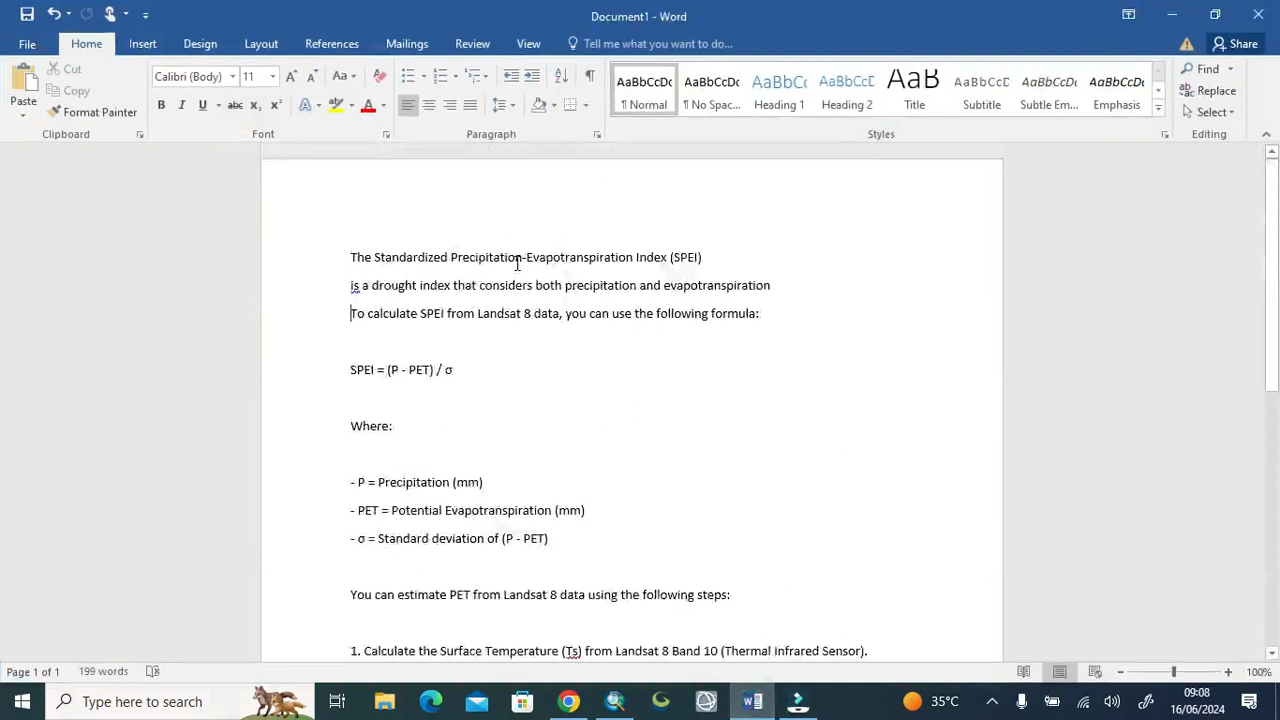 Document1 - Word
File Home Insert Design Layout References Mailings Review View Tell me what you want to do... Share
Paste
Cut
Copy
Format Painter
Clipboard
Calibri (Body) 11
Font
Paragraph
AaBbCcDc ¶ Normal
AaBbCcDc ¶ No Spac...
AaBbCc Heading 1
AaBbCcD Heading 2
AaB Title
AaBbCcD Subtitle
AaBbCcDc Subtle Em...
AaBbCcDc Emphasis
Styles
Find
Replace
Select
Editing
The Standardized Precipitation-Evapotranspiration Index (SPEI)
is a drought index that considers both precipitation and evapotranspiration
To calculate SPEI from Landsat 8 data, you can use the following formula:
SPEI = (P - PET) / σ
Where:
- P = Precipitation (mm)
- PET = Potential Evapotranspiration (mm)
- σ = Standard deviation of (P - PET)
You can estimate PET from Landsat 8 data using the following steps:
1. Calculate the Surface Temperature (Ts) from Landsat 8 Band 10 (Thermal Infrared Sensor).
Page 1 of 1 199 words 100%
Type here to search
35°C
09:08
16/06/2024